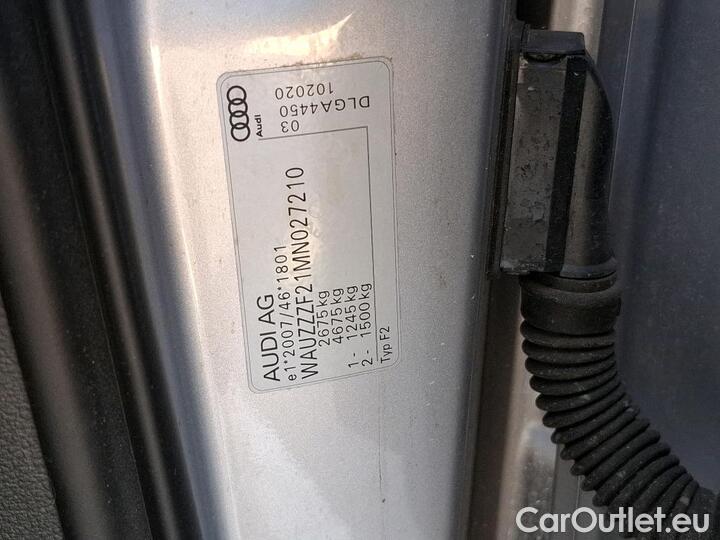 AUDI AG
e1*2007/46*1801
WAUZZZF21MN027210
2675kg
4675kg
1- 1245kg
2- 1500kg
Typ F2
03
DLGA4450
102020
Audi
CarOutlet.eu